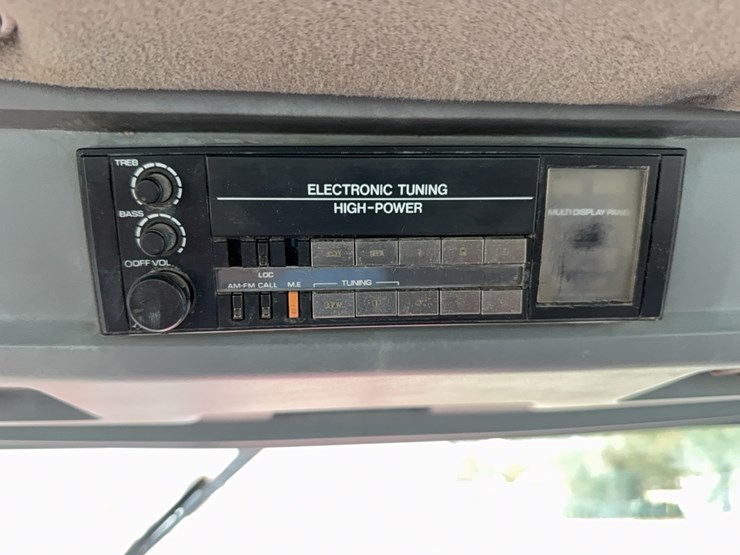 TREB
BASS
OFF VOL
ELECTRONIC TUNING
HIGH-POWER
LOC
AM-FM CALL M.E TUNING
MULTI DISPLAY PANEL